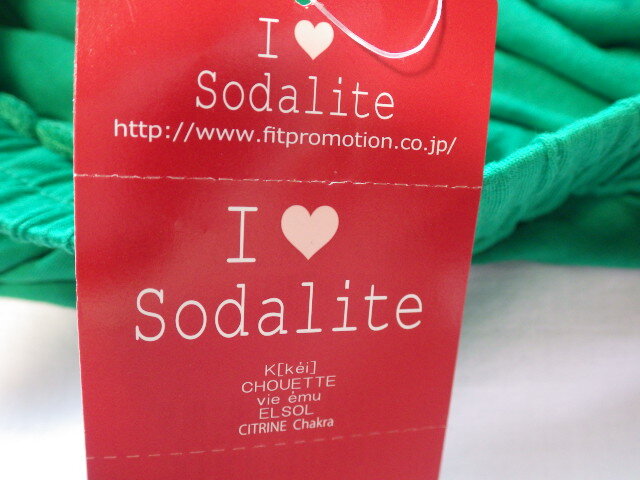 I ♥
Sodalite
http://www.fitpromotion.co.jp/
I ♥
Sodalite
K[kéi]
CHOUETTE
vie ému
ELSOL
CITRINE Chakra